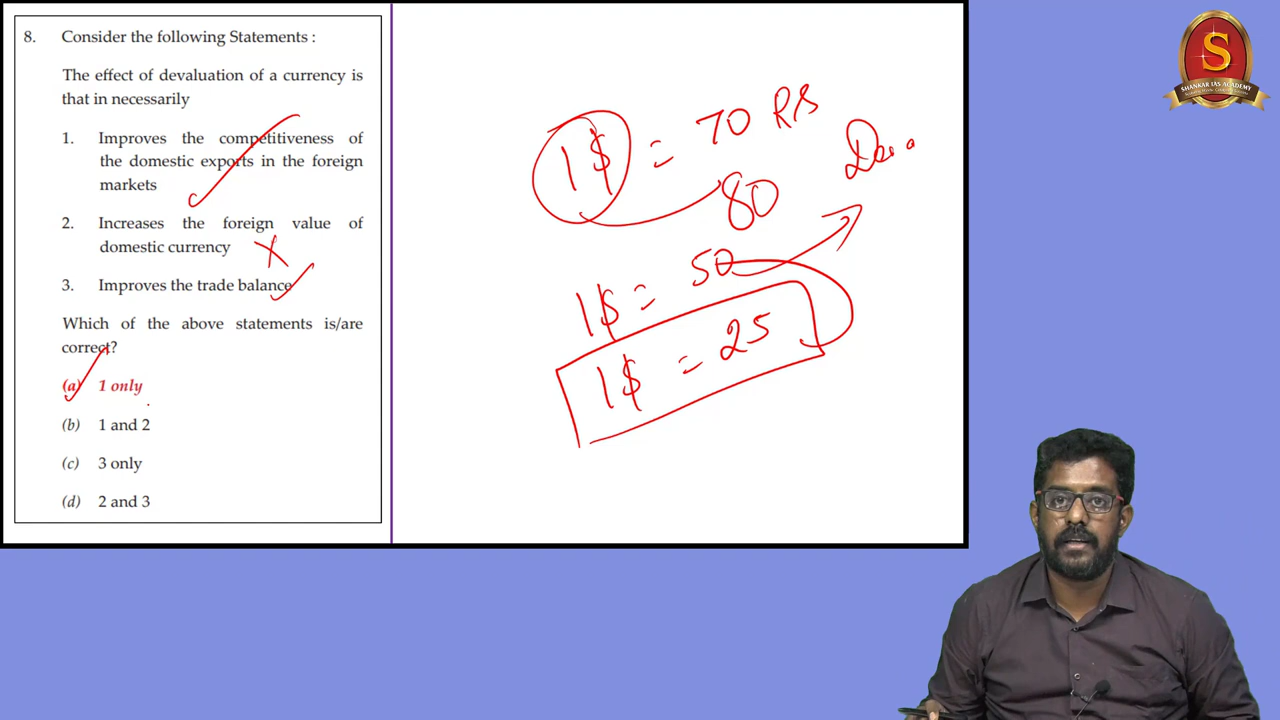 8. Consider the following Statements :
The effect of devaluation of a currency is
that in necessarily
1. Improves the competitiveness of
the domestic exports in the foreign
markets
2. Increases the foreign value of
domestic currency
3. Improves the trade balance
Which of the above statements is/are
correct?
(a) 1 only
(b) 1 and 2
(c) 3 only
(d) 2 and 3
1$ = 70 RS
80
1$ = 50
1$ = 25
S
SHANKAR IAS ACADEMY